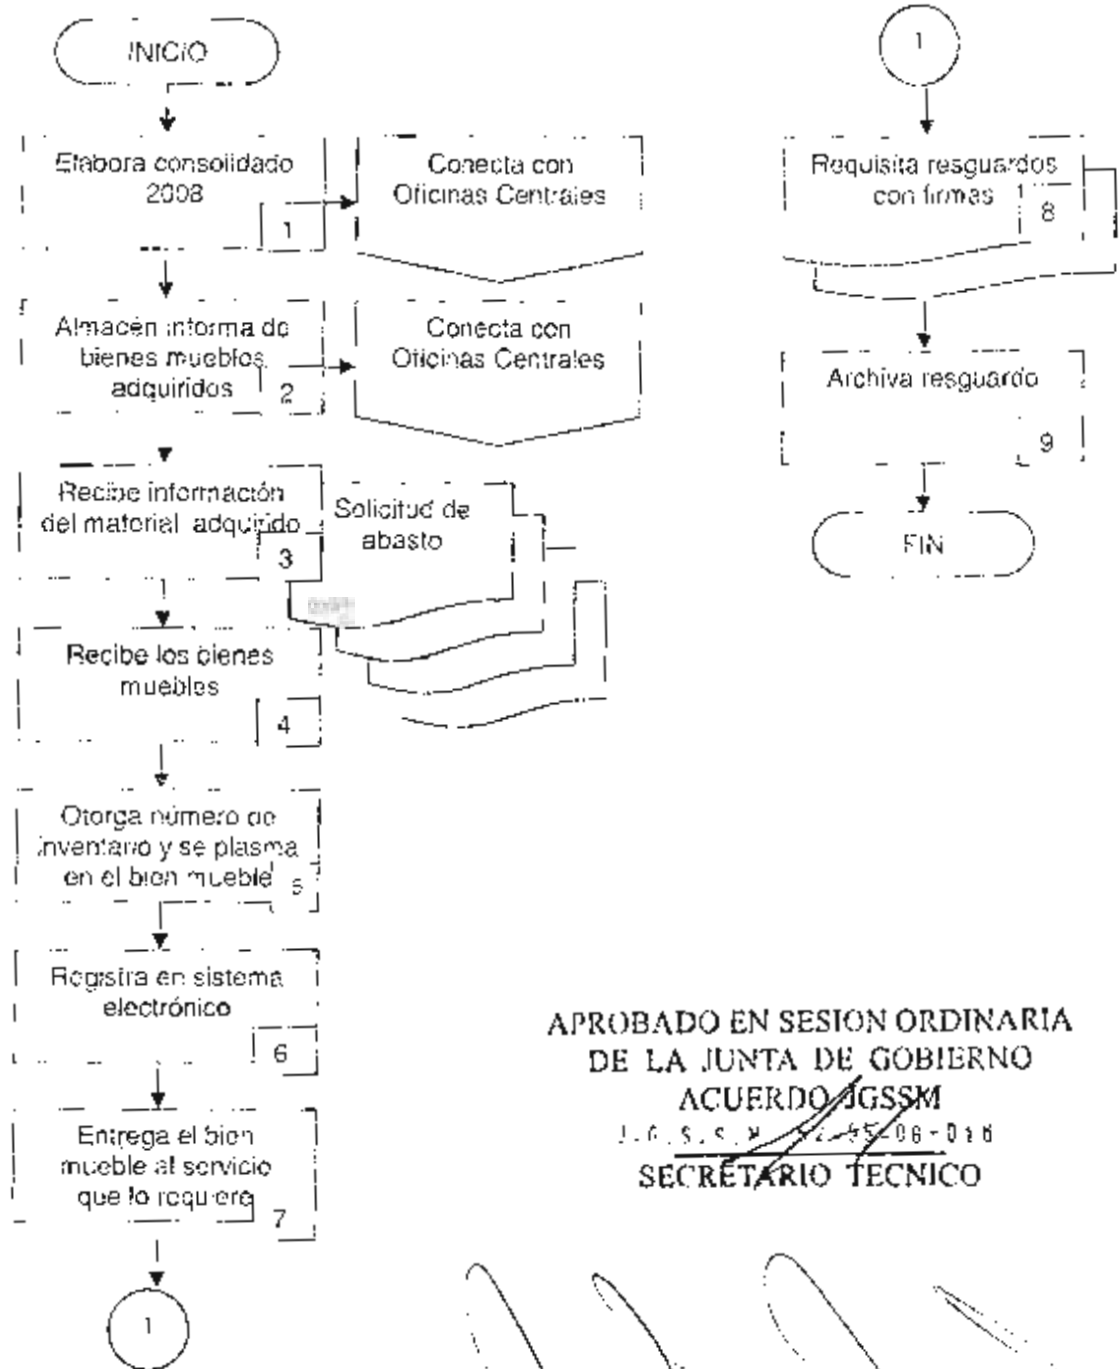 INICIO
Elabora consolidado
2008
1
Conecta con
Oficinas Centrales
Almacén informa de
bienes muebles
adquiridos
2
Conecta con
Oficinas Centrales
Recibe información
del material adquirido
3
Solicitud de
abasto
Recibe los bienes
muebles
4
Otorga número de
inventario y se plasma
en el bien mueble
5
Registra en sistema
electrónico
6
Entrega el bien
mueble al servicio
que lo requiere
7
1
1
Requisita resguardos
con firmas
8
Archiva resguardo
9
FIN
APROBADO EN SESION ORDINARIA
DE LA JUNTA DE GOBIERNO
ACUERDO JGSSM
SECRETARIO TECNICO